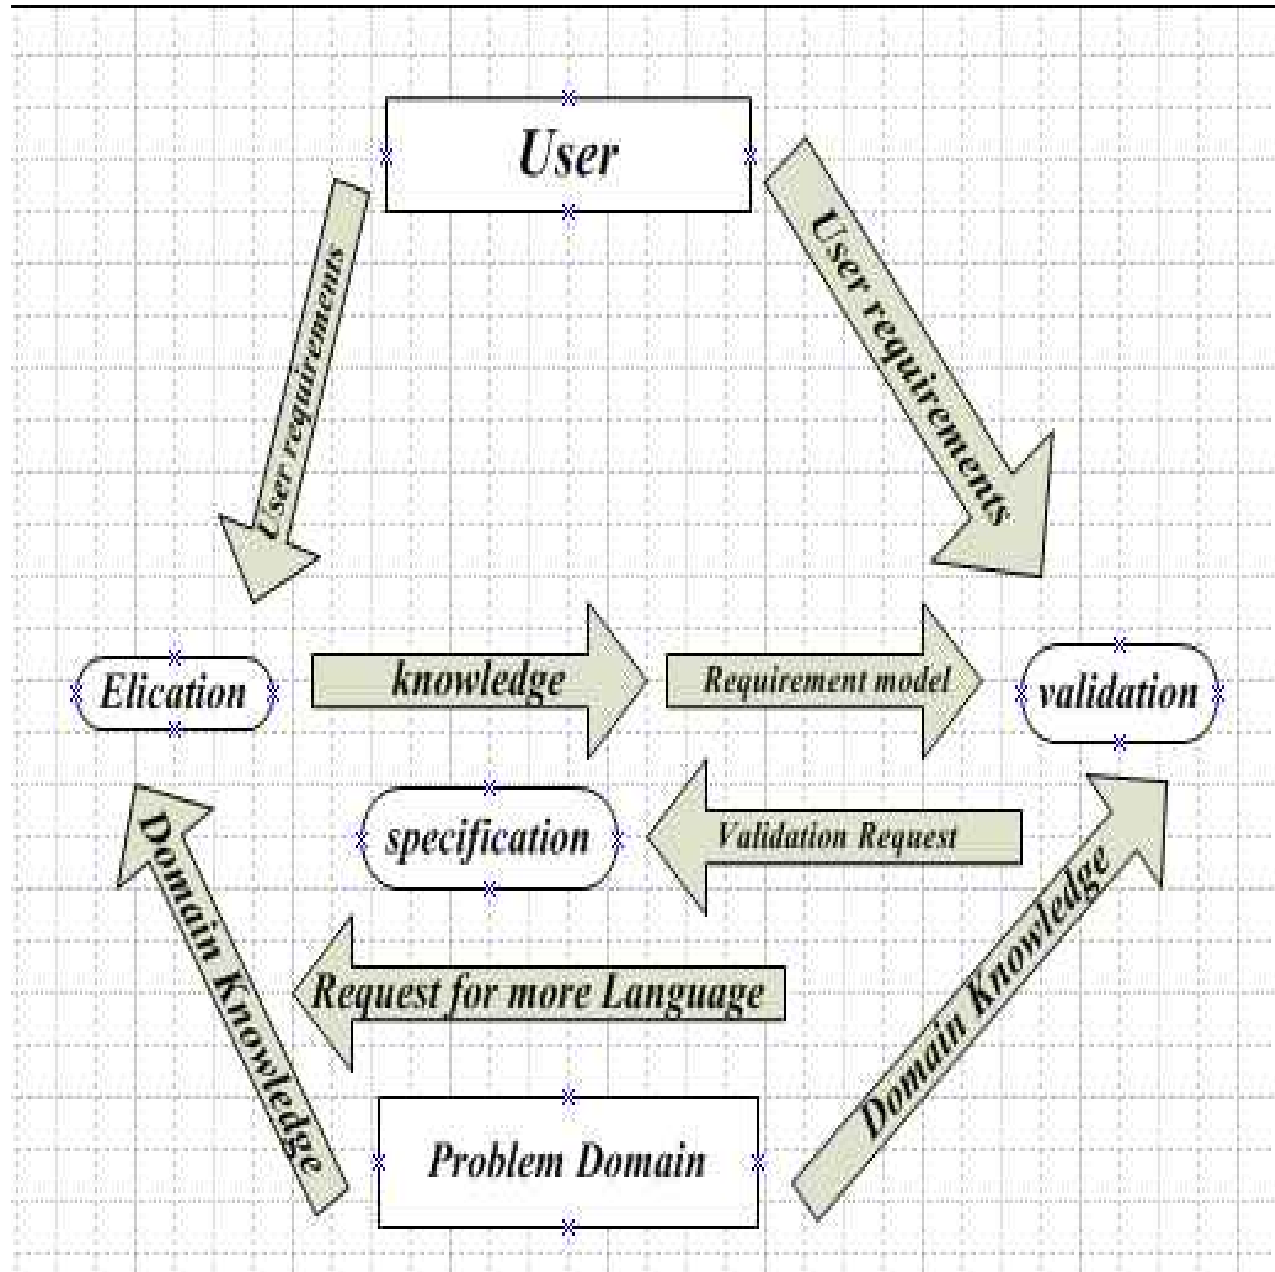 User
User requirements
User requirements
knowledge
Requirement model
Elication
validation
specification
Validation Request
Domain Knowledge
Domain Knowledge
Request for more Language
Problem Domain